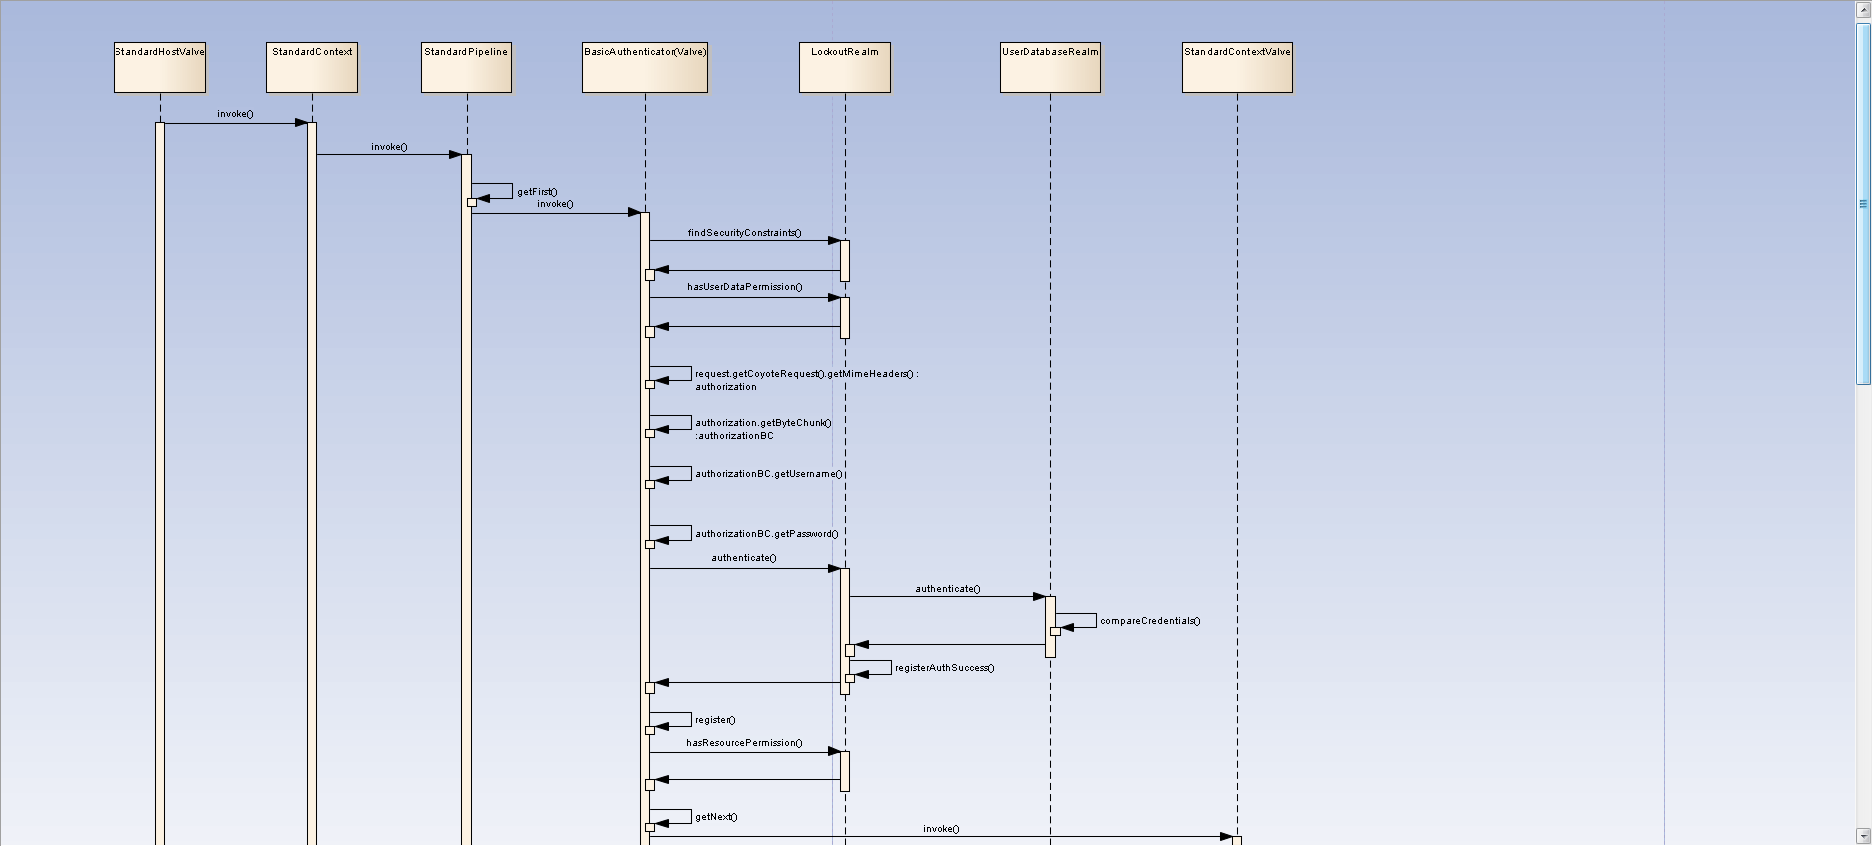 StandardHostValve
StandardContext
StandardPipeline
BasicAuthenticator(Valve)
LockoutRealm
UserDatabaseRealm
StandardContextValve
invoke()
invoke()
getFirst()
invoke()
findSecurityConstraints()
hasUserDataPermission()
request.getCoyoteRequest().getMimeHeaders() :
authorization
authorization.getByteChunk()
:authorizationBC
authorizationBC.getUsername()
authorizationBC.getPassword()
authenticate()
authenticate()
compareCredentials()
registerAuthSuccess()
register()
hasResourcePermission()
getNext()
invoke()